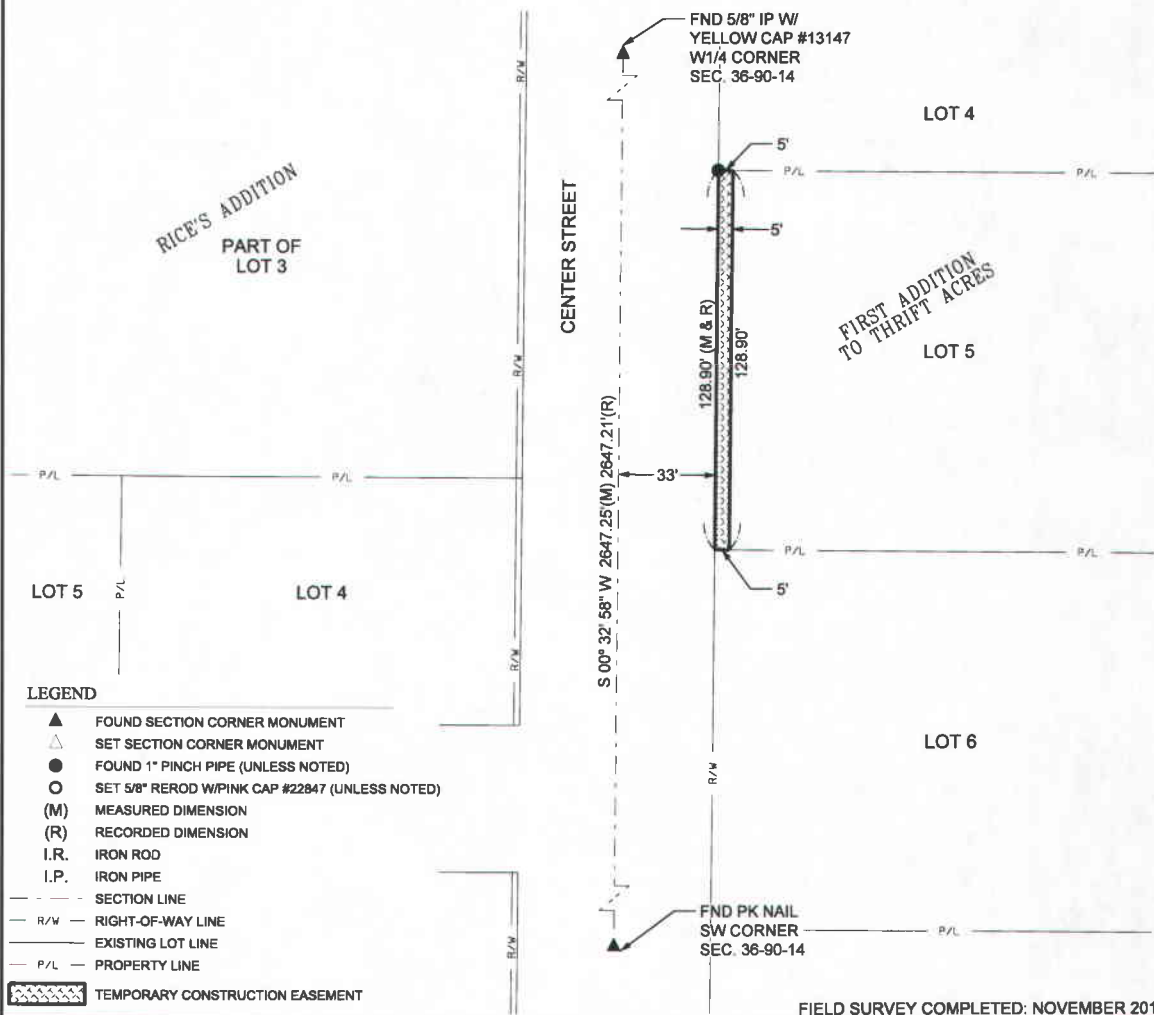 FND 5/8" IP W/
YELLOW CAP #13147
W1/4 CORNER
SEC. 36-90-14
R/W
LOT 4
5'
P/L
P/L
RICE'S ADDITION
PART OF
LOT 3
CENTER STREET
5'
FIRST ADDITION
TO THRIFT ACRES
LOT 5
128.90' (M & R)
128.90'
R/W
S 00° 32' 58" W 2647.25'(M) 2647.21'(R)
33'
P/L
P/L
P/L
P/L
P/L
5'
LOT 5
LOT 4
R/W
LEGEND
FOUND SECTION CORNER MONUMENT
SET SECTION CORNER MONUMENT
FOUND 1" PINCH PIPE (UNLESS NOTED)
SET 5/8" REROD W/PINK CAP #22847 (UNLESS NOTED)
(M) MEASURED DIMENSION
(R) RECORDED DIMENSION
I.R. IRON ROD
I.P. IRON PIPE
SECTION LINE
R/W RIGHT-OF-WAY LINE
EXISTING LOT LINE
P/L PROPERTY LINE
TEMPORARY CONSTRUCTION EASEMENT
LOT 6
R/W
R/W
FND PK NAIL
SW CORNER
SEC. 36-90-14
P/L
FIELD SURVEY COMPLETED: NOVEMBER 201